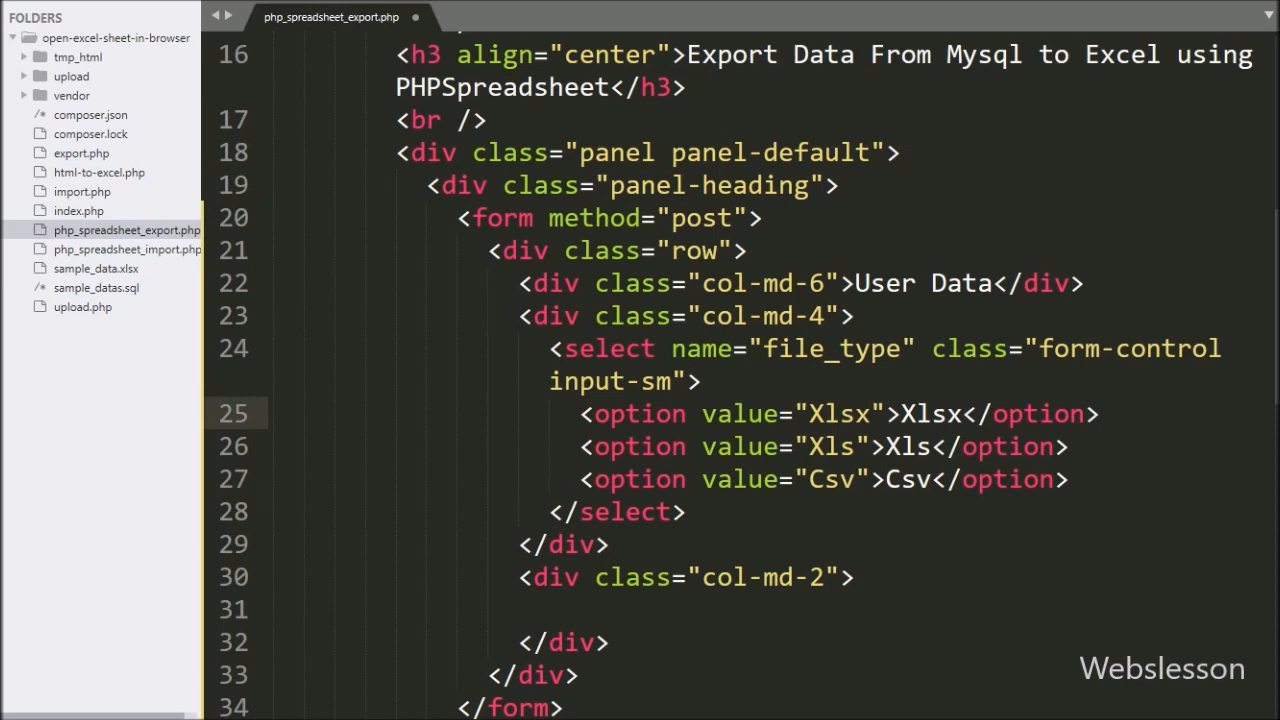 FOLDERS
open-excel-sheet-in-browser
tmp_html
upload
vendor
/* composer.json
composer.lock
export.php
html-to-excel.php
import.php
index.php
php_spreadsheet_export.php
php_spreadsheet_import.php
sample_data.xlsx
/* sample_datas.sql
upload.php
php_spreadsheet_export.php
16 <h3 align="center">Export Data From Mysql to Excel using
PHPSpreadsheet</h3>
17 <br />
18 <div class="panel panel-default">
19 <div class="panel-heading">
20 <form method="post">
21 <div class="row">
22 <div class="col-md-6">User Data</div>
23 <div class="col-md-4">
24 <select name="file_type" class="form-control
input-sm">
25 <option value="Xlsx">Xlsx</option>
26 <option value="Xls">Xls</option>
27 <option value="Csv">Csv</option>
28 </select>
29 </div>
30 <div class="col-md-2">
31
32 </div>
33 </div>
34 </form>
Webslesson